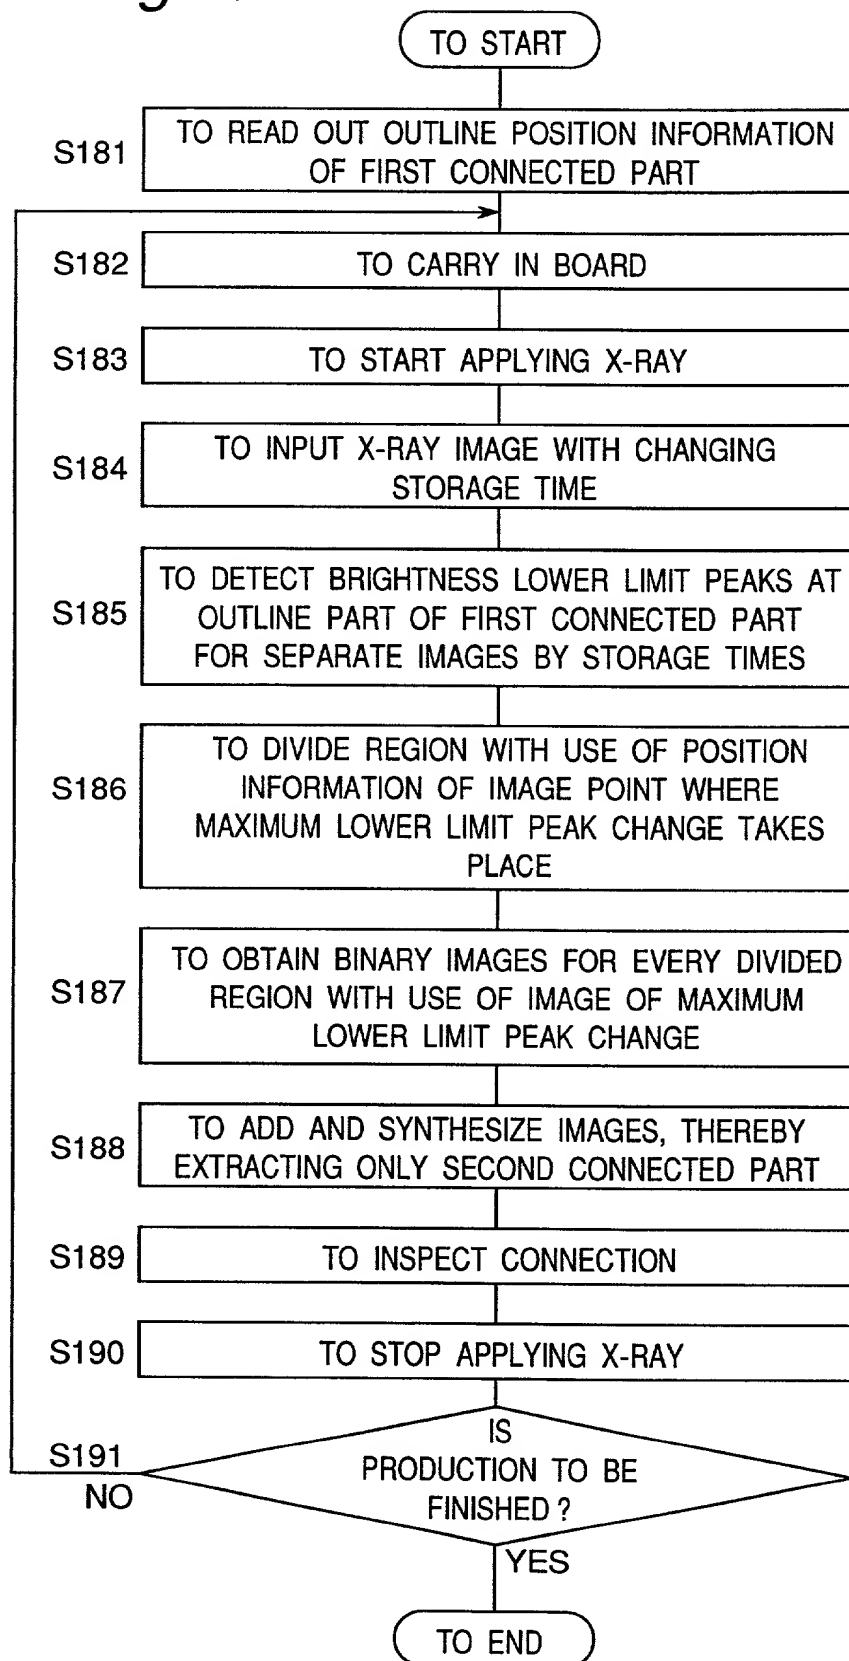 TO START
S181
TO READ OUT OUTLINE POSITION INFORMATION
OF FIRST CONNECTED PART
S182
TO CARRY IN BOARD
S183
TO START APPLYING X-RAY
S184
TO INPUT X-RAY IMAGE WITH CHANGING
STORAGE TIME
S185
TO DETECT BRIGHTNESS LOWER LIMIT PEAKS AT
OUTLINE PART OF FIRST CONNECTED PART
FOR SEPARATE IMAGES BY STORAGE TIMES
S186
TO DIVIDE REGION WITH USE OF POSITION
INFORMATION OF IMAGE POINT WHERE
MAXIMUM LOWER LIMIT PEAK CHANGE TAKES
PLACE
S187
TO OBTAIN BINARY IMAGES FOR EVERY DIVIDED
REGION WITH USE OF IMAGE OF MAXIMUM
LOWER LIMIT PEAK CHANGE
S188
TO ADD AND SYNTHESIZE IMAGES, THEREBY
EXTRACTING ONLY SECOND CONNECTED PART
S189
TO INSPECT CONNECTION
S190
TO STOP APPLYING X-RAY
S191
IS
PRODUCTION TO BE
FINISHED ?
NO
YES
TO END